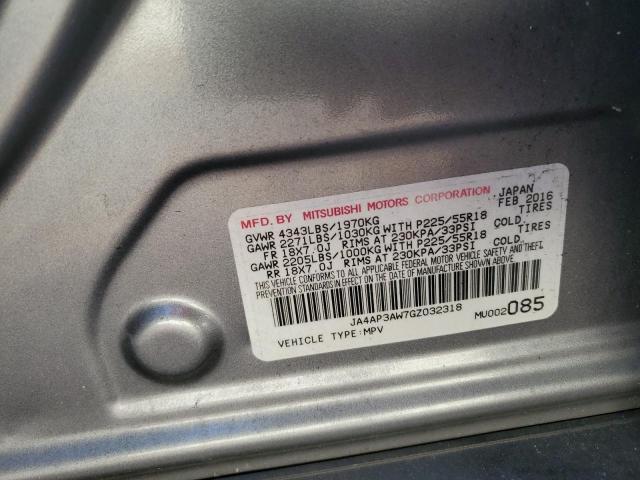 MFD. BY MITSUBISHI MOTORS CORPORATION JAPAN
FEB 2016
GVWR 4343LBS/1970KG
GAWR 2271LBS/1030KG WITH P225/55R18 TIRES
FR 18X7.0J RIMS AT 230KPA/33PSI COLD.
GAWR 2205LBS/1000KG WITH P225/55R18 TIRES
RR 18X7.0J RIMS AT 230KPA/33PSI COLD.
THIS VEHICLE CONFORMS TO ALL APPLICABLE FEDERAL MOTOR VEHICLE SAFETY AND THEFT
PREVENTION STANDARDS IN EFFECT ON THE DATE OF MANUFACTURE SHOWN ABOVE.
JA4AP3AW7GZ032318
MU002085
VEHICLE TYPE:MPV